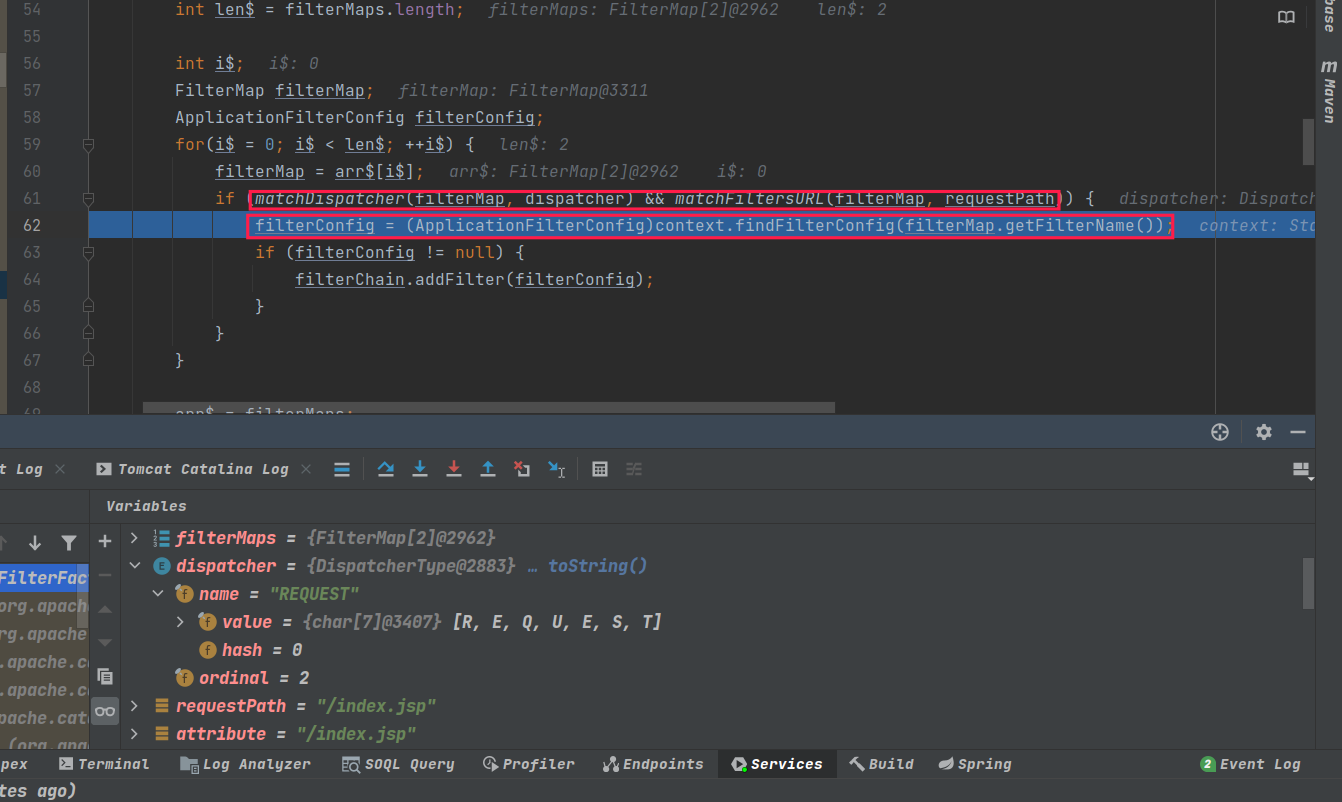 54 int len$ = filterMaps.length; filterMaps: FilterMap[2]@2962 len$: 2
55
56 int i$; i$: 0
57 FilterMap filterMap; filterMap: FilterMap@3311
58 ApplicationFilterConfig filterConfig;
59 for(i$ = 0; i$ < len$; ++i$) { len$: 2
60 filterMap = arr$[i$]; arr$: FilterMap[2]@2962 i$: 0
61 if (matchDispatcher(filterMap, dispatcher) && matchFiltersURL(filterMap, requestPath)) { dispatcher: Dispatch
62 filterConfig = (ApplicationFilterConfig)context.findFilterConfig(filterMap.getFilterName()); context: Sta
63 if (filterConfig != null) {
64 filterChain.addFilter(filterConfig);
65 }
66 }
67 }
68
69 arr$ = filterMaps;
base
m Maven
t Log Tomcat Catalina Log
Variables
filterMaps = {FilterMap[2]@2962}
dispatcher = {DispatcherType@2883} … toString()
name = "REQUEST"
value = {char[7]@3407} [R, E, Q, U, E, S, T]
hash = 0
ordinal = 2
requestPath = "/index.jsp"
attribute = "/index.jsp"
FilterFac
org.apach
rg.apache
.apache.c
.apache.ca
pache.cata
(org.apa
pex Terminal Log Analyzer SOQL Query Profiler Endpoints Services Build Spring 2 Event Log
tes ago)